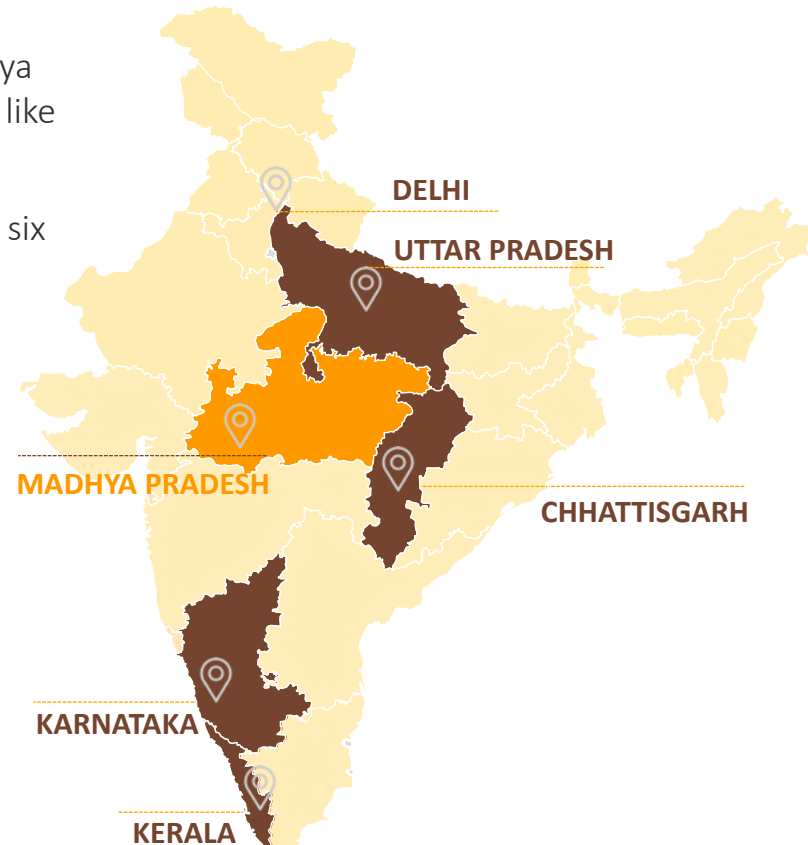 ya
like
six
DELHI
UTTAR PRADESH
MADHYA PRADESH
CHHATTISGARH
KARNATAKA
KERALA